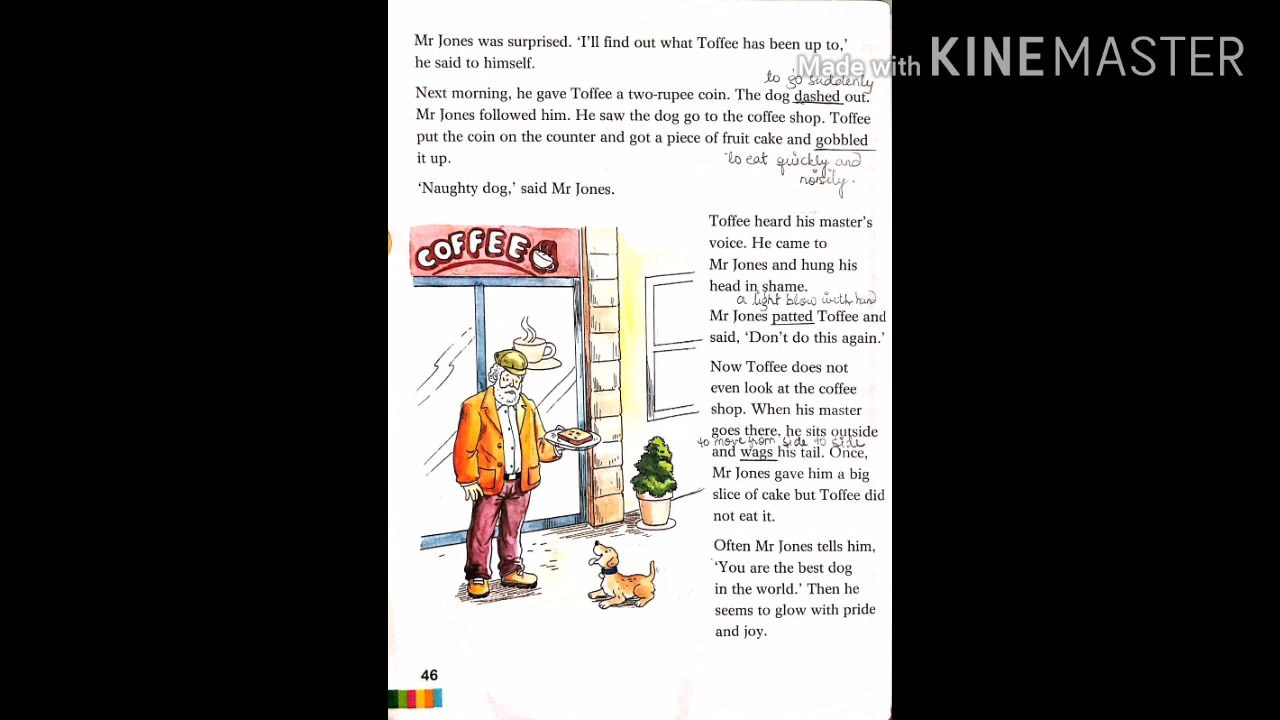 Mr Jones was surprised. ‘I’ll find out what Toffee has been up to,’
he said to himself.
Made with KINEMASTER
to go suddenly
Next morning, he gave Toffee a two-rupee coin. The dog dashed out.
Mr Jones followed him. He saw the dog go to the coffee shop. Toffee
put the coin on the counter and got a piece of fruit cake and gobbled
it up.
to eat quickly and
noisily.
‘Naughty dog,’ said Mr Jones.
COFFEE
Toffee heard his master’s
voice. He came to
Mr Jones and hung his
head in shame.
a light blow with hand
Mr Jones patted Toffee and
said, ‘Don’t do this again.’
Now Toffee does not
even look at the coffee
shop. When his master
goes there, he sits outside
to move from side to side
and wags his tail. Once,
Mr Jones gave him a big
slice of cake but Toffee did
not eat it.
Often Mr Jones tells him,
‘You are the best dog
in the world.’ Then he
seems to glow with pride
and joy.
46